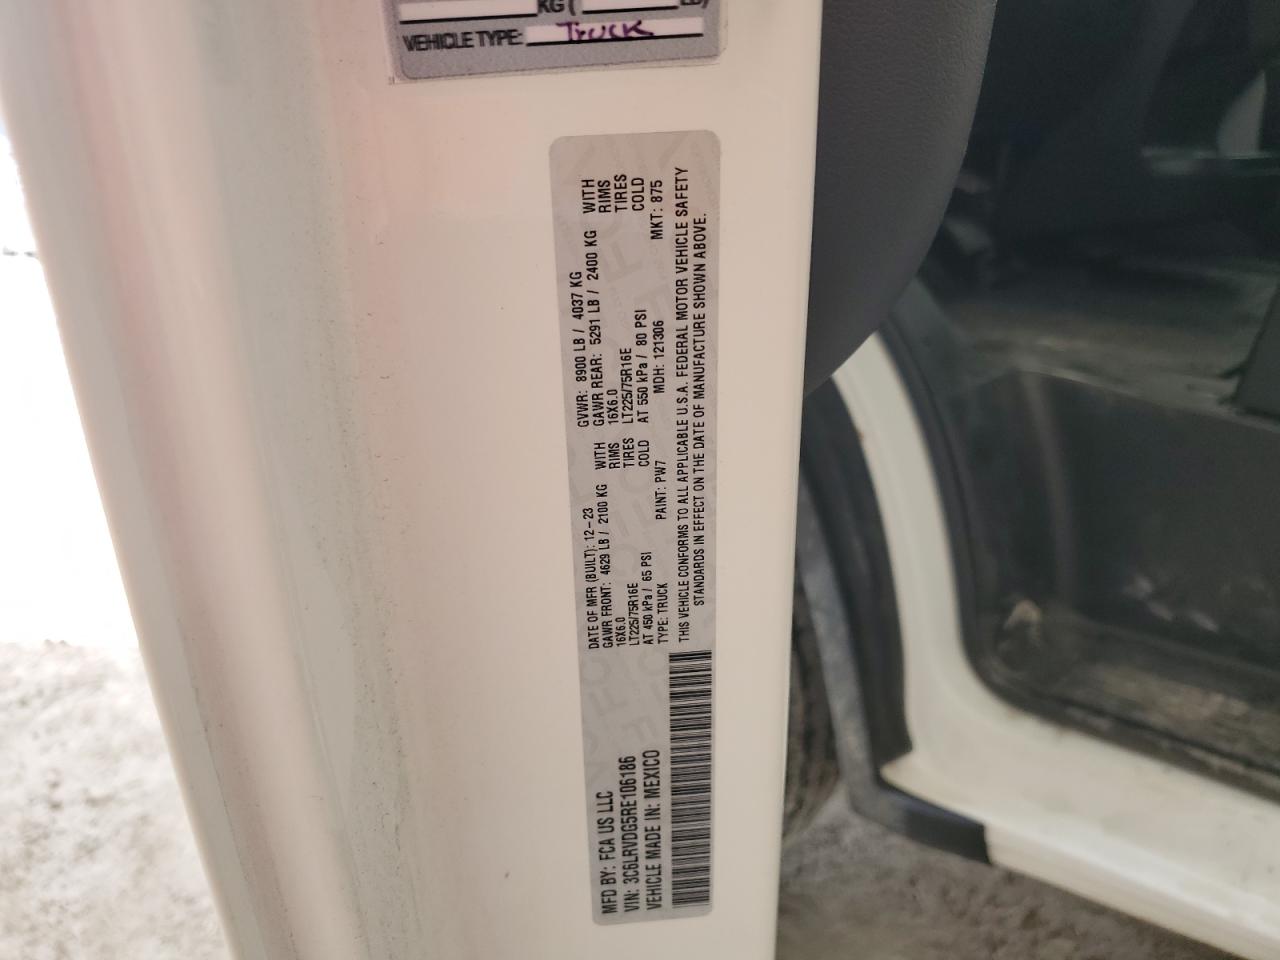 KG (
LB)
VEHICLE TYPE: Truck
MFD BY: FCA US LLC
VIN: 3C6LRVDG5RE106186
VEHICLE MADE IN: MEXICO
DATE OF MFR (BUILT): 12-23 GVWR: 8900 LB / 4037 KG
GAWR FRONT: 4629 LB / 2100 KG WITH GAWR REAR: 5291 LB / 2400 KG WITH
16X6.0 RIMS 16X6.0 RIMS
LT225/75R16E TIRES LT225/75R16E TIRES
AT 450 kPa / 65 PSI COLD AT 550 kPa / 80 PSI COLD
TYPE: TRUCK PAINT: PW7 MDH: 121306 MKT: 875
THIS VEHICLE CONFORMS TO ALL APPLICABLE U.S.A. FEDERAL MOTOR VEHICLE SAFETY
STANDARDS IN EFFECT ON THE DATE OF MANUFACTURE SHOWN ABOVE.